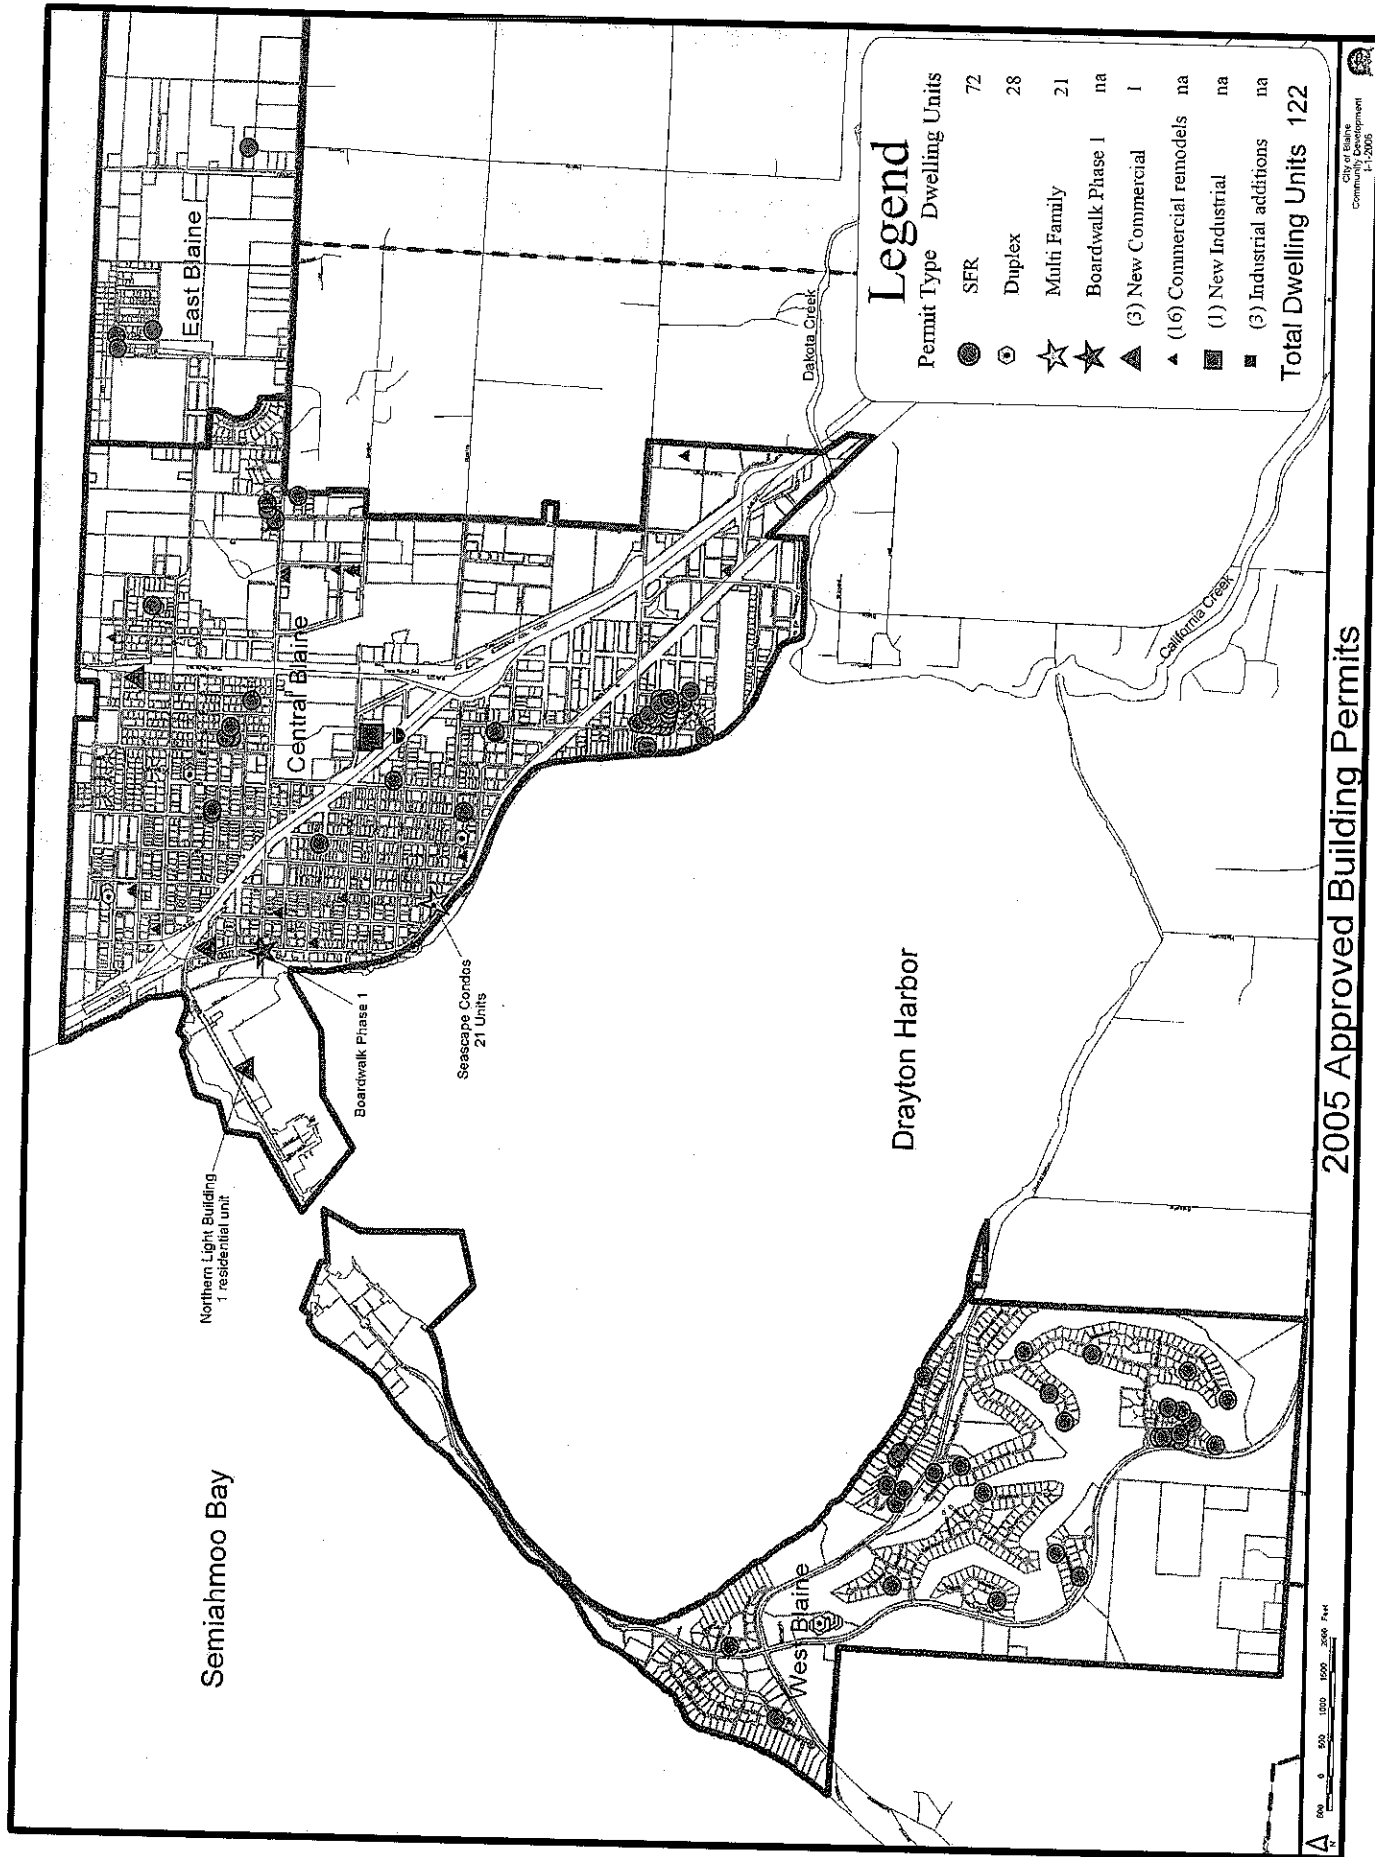 Semiahmoo Bay
Northern Light Building
1 residential unit
Boardwalk Phase 1
Seascape Condos
21 Units
Central Blaine
East Blaine
West Blaine
Drayton Harbor
Dakota Creek
California Creek
Legend
Permit Type Dwelling Units
SFR 72
Duplex 28
Multi Family 21
Boardwalk Phase 1 na
(3) New Commercial 1
(16) Commercial remodels na
(1) New Industrial na
(3) Industrial additions na
Total Dwelling Units 122
N
500 0 500 1000 1500 2000 Feet
2005 Approved Building Permits
City of Blaine
Community Development
1-1-2006